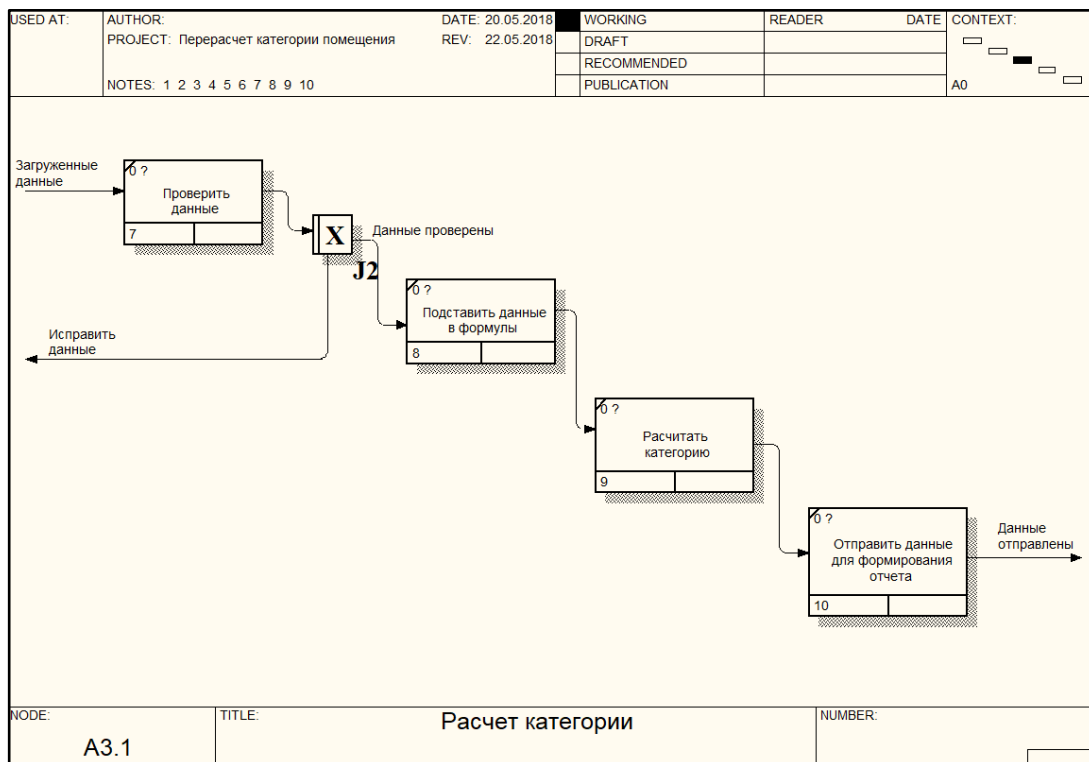 USED AT:
AUTHOR:
DATE: 20.05.2018
WORKING
READER
DATE
CONTEXT:
PROJECT: Перерасчет категории помещения
REV: 22.05.2018
DRAFT
RECOMMENDED
NOTES: 1 2 3 4 5 6 7 8 9 10
PUBLICATION
A0
Загруженные
данные
0 ?
Проверить
данные
7
X
J2
Данные проверены
Исправить
данные
0 ?
Подставить данные
в формулы
8
0 ?
Расчитать
категорию
9
0 ?
Отправить данные
для формирования
отчета
10
Данные
отправлены
NODE:
A3.1
TITLE:
Расчет категории
NUMBER: